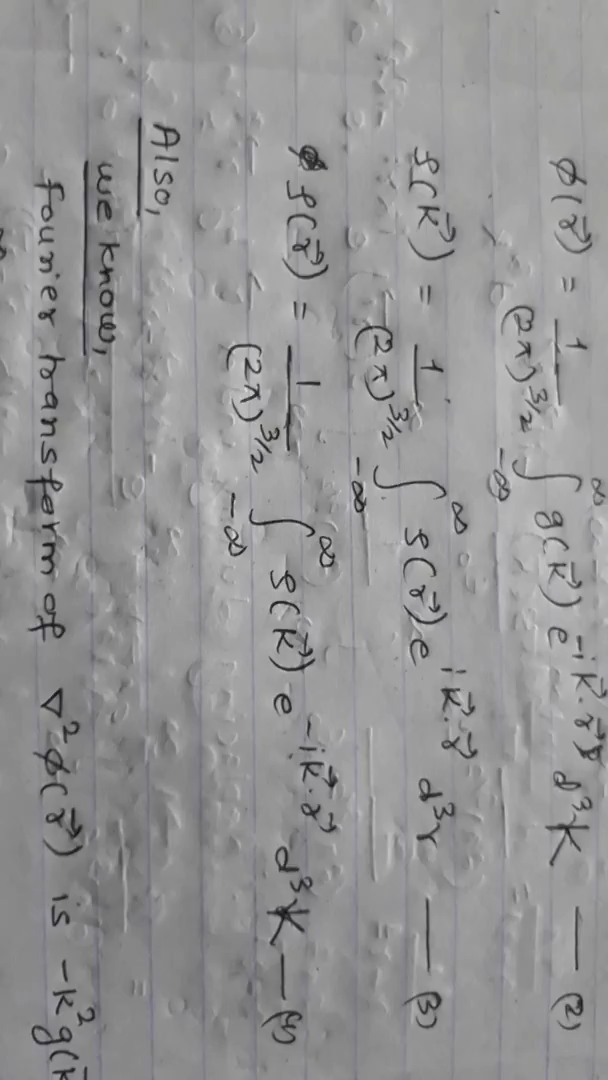 φ(r⃗) = 1/(2π)^3/2 ∫_-∞^∞ g(k⃗) e^-ik⃗·r⃗ d³k — (2)
ρ(k⃗) = 1/(2π)^3/2 ∫_-∞^∞ ρ(r⃗) e^ik⃗·r⃗ d³r — (3)
ρ(r⃗) = 1/(2π)^3/2 ∫_-∞^∞ ρ(k⃗) e^-ik⃗·r⃗ d³k — (4)
Also,
we know,
Fourier transform of ∇²φ(r⃗) is -k²g(k⃗